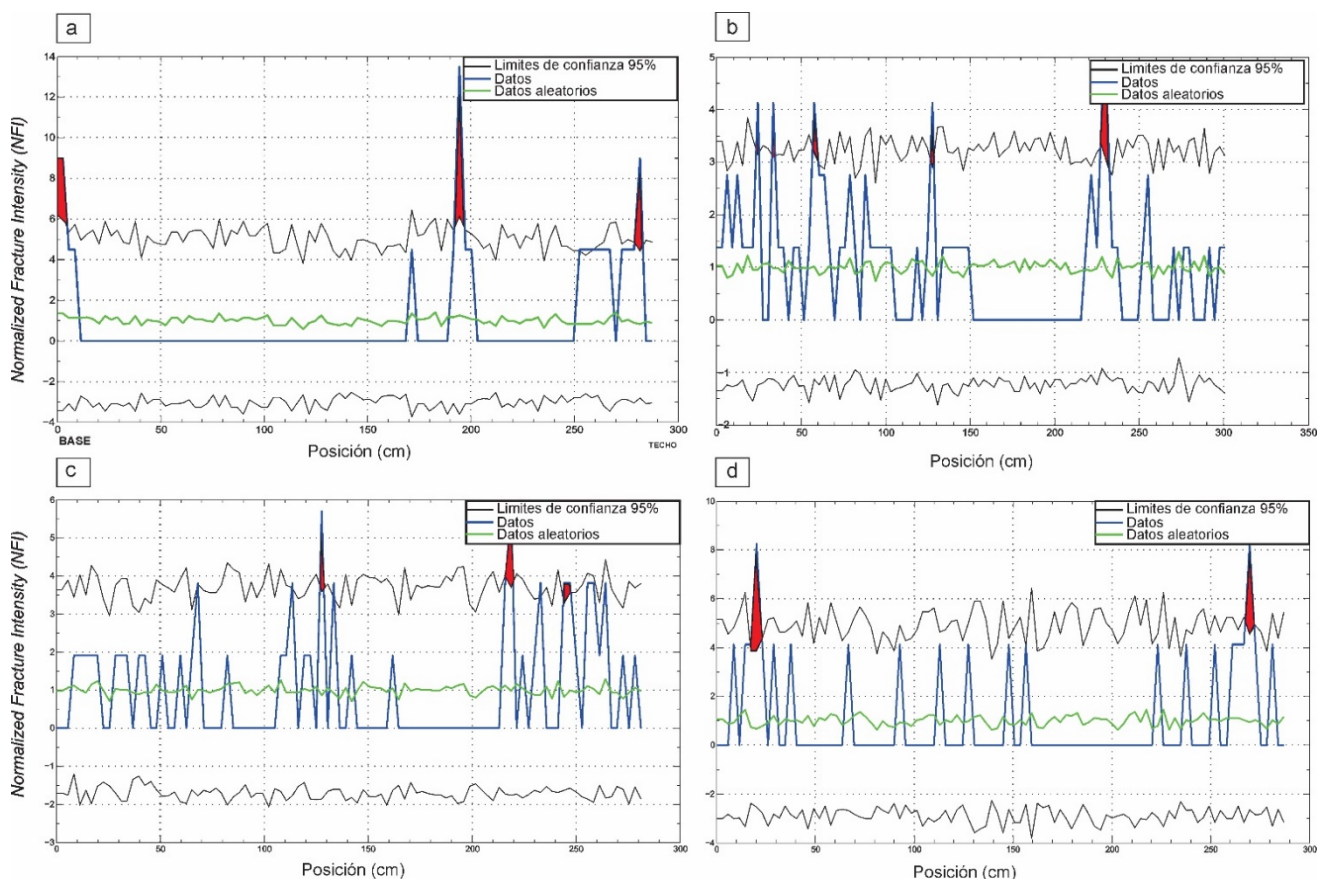 a
Limites de confianza 95%
Datos
Datos aleatorios
Normalized Fracture Intensity (NFI)
14
12
10
8
6
4
2
0
−2
−4
0 50 100 150 200 250 300
BASE
TECHO
Posición (cm)
b
Limites de confianza 95%
Datos
Datos aleatorios
5
4
3
2
1
0
−1
−2
0 50 100 150 200 250 300 350
Posición (cm)
c
Limites de confianza 95%
Datos
Datos aleatorios
Normalized Fracture Intensity (NFI)
6
5
4
3
2
1
0
−1
−2
−3
0 50 100 150 200 250 300
Posición (cm)
d
Limites de confianza 95%
Datos
Datos aleatorios
10
8
6
4
2
0
−2
−4
0 50 100 150 200 250 300
Posición (cm)